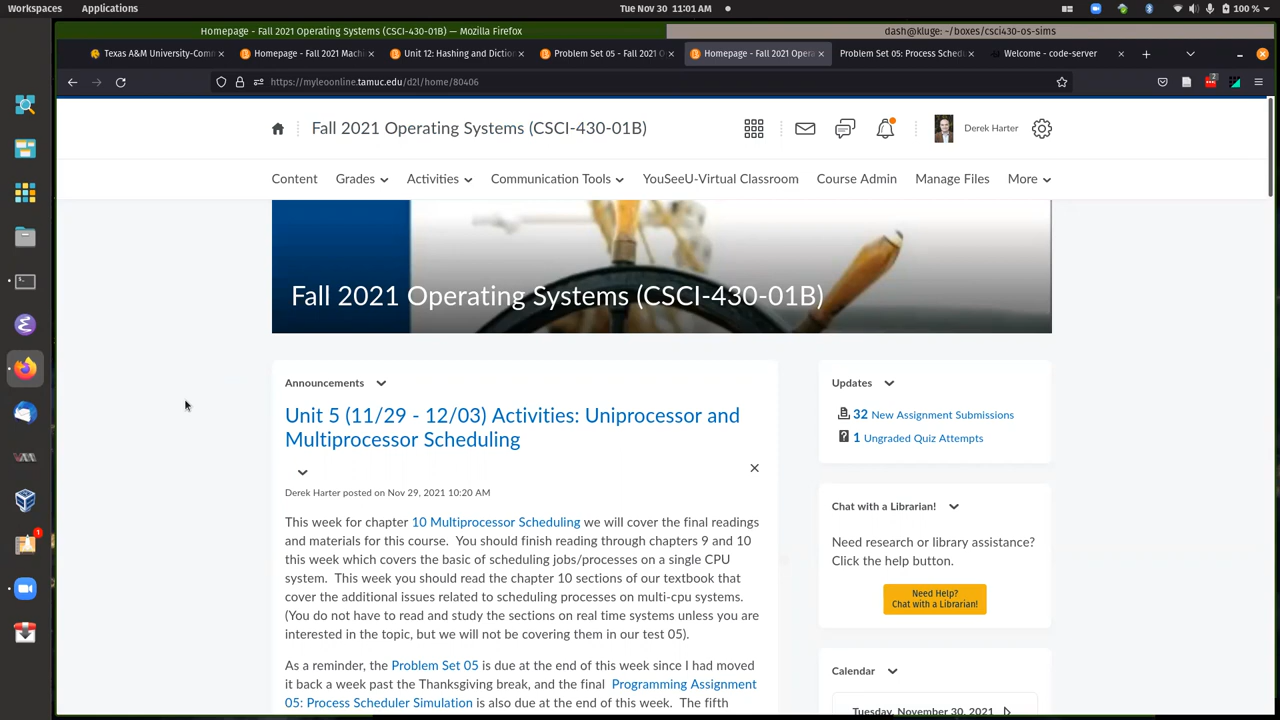 Workspaces Applications Tue Nov 30 11:01 AM 100 %
Homepage - Fall 2021 Operating Systems (CSCI-430-01B) — Mozilla Firefox dash@kluge: ~/boxes/csci430-os-sims
Texas A&M University-Comm Homepage - Fall 2021 Machi Unit 12: Hashing and Dictio Problem Set 05 - Fall 2021 O Homepage - Fall 2021 Opera Problem Set 05: Process Schedu Welcome - code-server
https://myleoonline.tamuc.edu/d2l/home/80406
Fall 2021 Operating Systems (CSCI-430-01B) Derek Harter
Content Grades Activities Communication Tools YouSeeU-Virtual Classroom Course Admin Manage Files More
Fall 2021 Operating Systems (CSCI-430-01B)
Announcements
Unit 5 (11/29 - 12/03) Activities: Uniprocessor and
Multiprocessor Scheduling
Derek Harter posted on Nov 29, 2021 10:20 AM
This week for chapter 10 Multiprocessor Scheduling we will cover the final readings
and materials for this course. You should finish reading through chapters 9 and 10
this week which covers the basic of scheduling jobs/processes on a single CPU
system. This week you should read the chapter 10 sections of our textbook that
cover the additional issues related to scheduling processes on multi-cpu systems.
(You do not have to read and study the sections on real time systems unless you are
interested in the topic, but we will not be covering them in our test 05).
As a reminder, the Problem Set 05 is due at the end of this week since I had moved
it back a week past the Thanksgiving break, and the final Programming Assignment
05: Process Scheduler Simulation is also due at the end of this week. The fifth
Updates
32 New Assignment Submissions
1 Ungraded Quiz Attempts
Chat with a Librarian!
Need research or library assistance?
Click the help button.
Need Help?
Chat with a Librarian!
Calendar
Tuesday, November 30, 2021